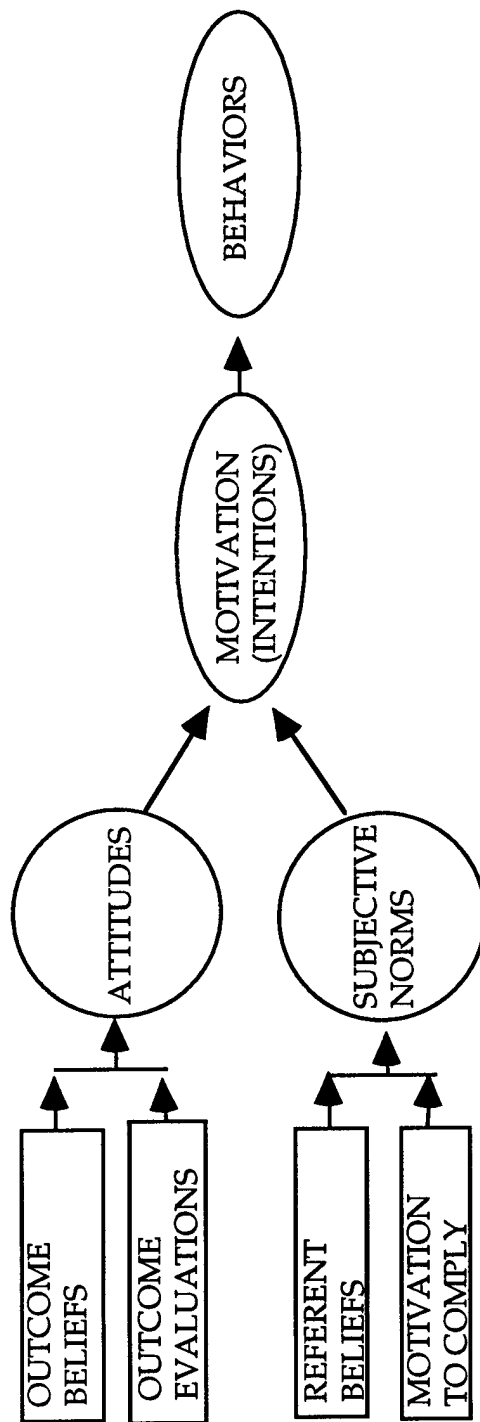 OUTCOME
BELIEFS
OUTCOME
EVALUATIONS
REFERENT
BELIEFS
MOTIVATION
TO COMPLY
ATTITUDES
SUBJECTIVE
NORMS
MOTIVATION
(INTENTIONS)
BEHAVIORS